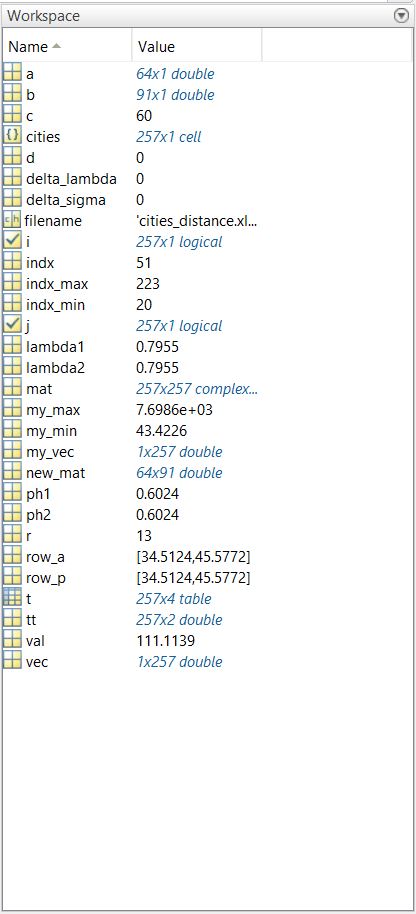 Workspace
Name Value
a 64x1 double
b 91x1 double
c 60
{} cities 257x1 cell
d 0
delta_lambda 0
delta_sigma 0
ch filename 'cities_distance.xl...
i 257x1 logical
indx 51
indx_max 223
indx_min 20
j 257x1 logical
lambda1 0.7955
lambda2 0.7955
mat 257x257 complex...
my_max 7.6986e+03
my_min 43.4226
my_vec 1x257 double
new_mat 64x91 double
ph1 0.6024
ph2 0.6024
r 13
row_a [34.5124,45.5772]
row_p [34.5124,45.5772]
t 257x4 table
tt 257x2 double
val 111.1139
vec 1x257 double